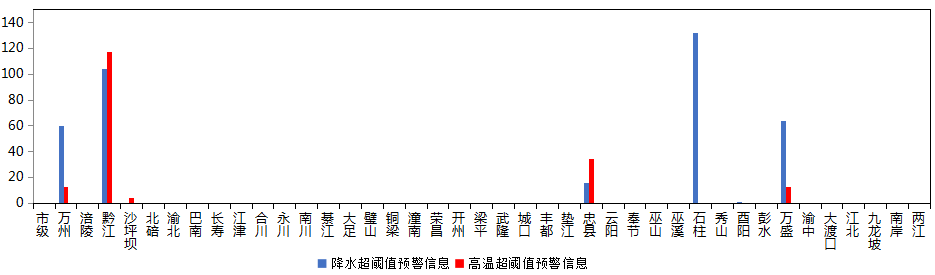 140
120
100
80
60
40
20
0
市级
万州
涪陵
黔江
沙坪坝
北碚
渝北
巴南
长寿
江津
合川
永川
南川
綦江
大足
璧山
铜梁
潼南
荣昌
开州
梁平
武隆
城口
丰都
垫江
忠县
云阳
奉节
巫山
巫溪
石柱
秀山
酉阳
彭水
万盛
渝中
大渡口
江北
九龙坡
南岸
两江
降水超阈值预警信息 高温超阈值预警信息